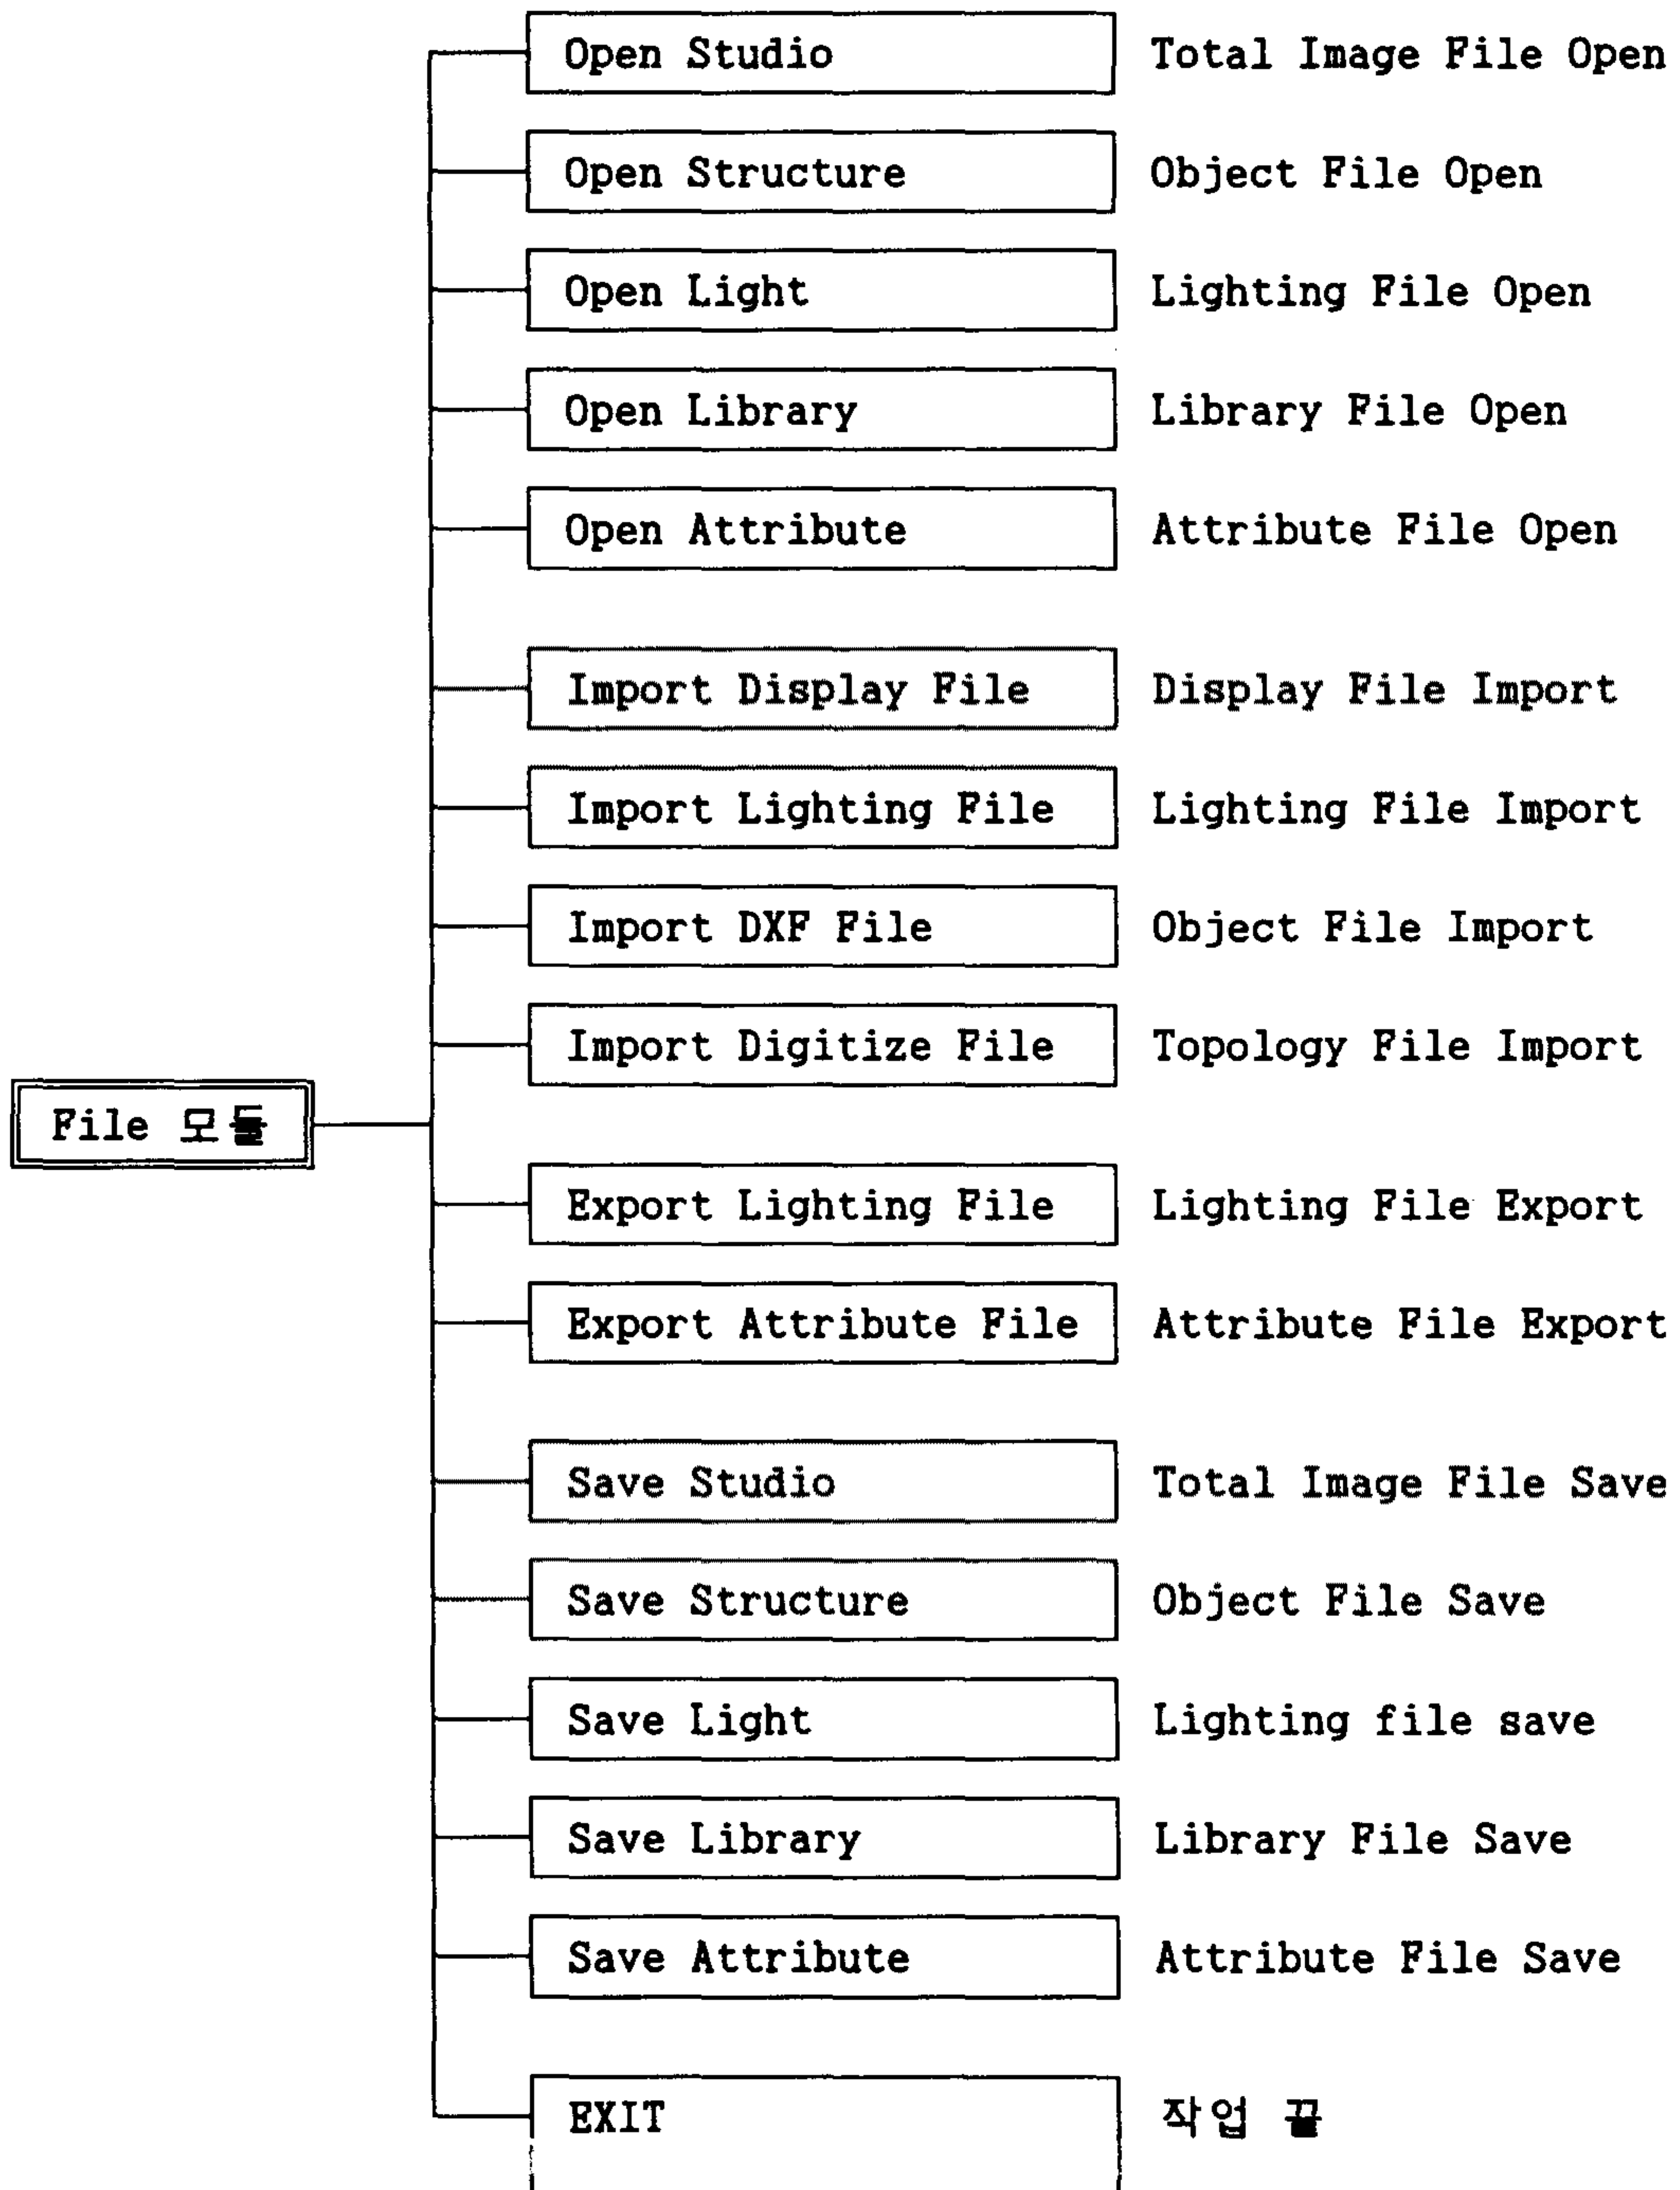 Open Studio Total Image File Open
Open Structure Object File Open
Open Light Lighting File Open
Open Library Library File Open
Open Attribute Attribute File Open
Import Display File Display File Import
Import Lighting File Lighting File Import
Import DXF File Object File Import
Import Digitize File Topology File Import
File 모듈
Export Lighting File Lighting File Export
Export Attribute File Attribute File Export
Save Studio Total Image File Save
Save Structure Object File Save
Save Light Lighting file save
Save Library Library File Save
Save Attribute Attribute File Save
EXIT 작업 끝